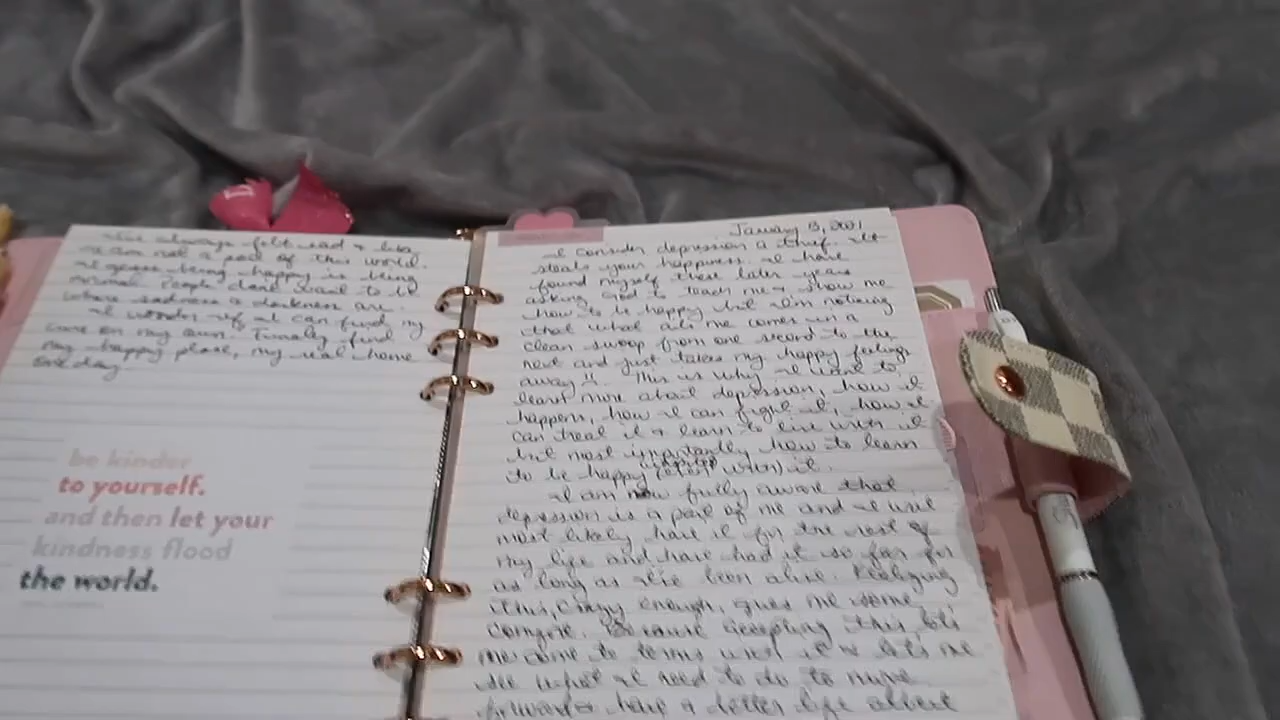 I've always felt sad & like
I am not a part of this world.
I guess being happy is being
normal. People don't want to be
where sadness & darkness are.
I wonder if I can find my
way on my own. Finally find
my happy place, my real home
one day.
be kinder
to yourself.
and then let your
kindness flood
the world.
January 13, 2021
I consider depression a thief. It
steals your happiness. I have
found myself these later years
asking God to teach me & show me
how to be happy but I'm noticing
that what ails me comes in a
clean swoop from one second to the
next and just takes my happy feelings
away!! This is why I want to
learn more about depression, how it
happens, how I can fight it, how it
can heal it & learn to live with it
but most importantly how to learn
to be happy with it.
I am now fully aware that
depression is a part of me and I will
most likely have it for the rest of
my life and have had it so far for
as long as I've been alive. Realizing
this, crazy enough, gives me some
comfort. Because accepting this, lets
me come to terms with it & lets me
see what I need to do to move
forward & have a better life albeit